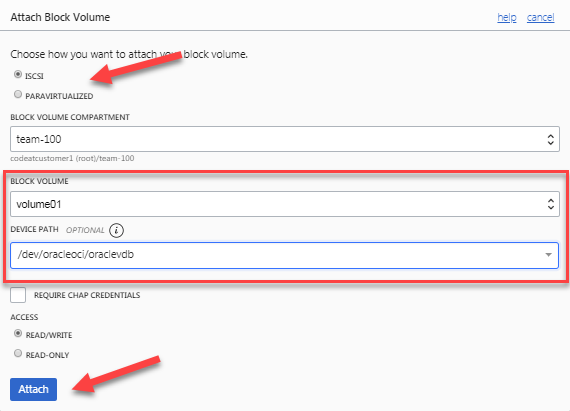 Attach Block Volume help cancel
Choose how you want to attach your block volume.
ISCSI
PARAVIRTUALIZED
BLOCK VOLUME COMPARTMENT
team-100
codeatcustomer1 (root)/team-100
BLOCK VOLUME
volume01
DEVICE PATH OPTIONAL i
/dev/oracleoci/oraclevdb
REQUIRE CHAP CREDENTIALS
ACCESS
READ/WRITE
READ-ONLY
Attach